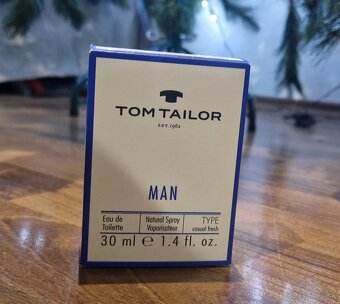 TOM TAILOR
EST. 1962
MAN
Eau de Toilette
Natural Spray Vaporisateur
TYPE casual fresh
30 ml ℮ 1.4 fl. oz.